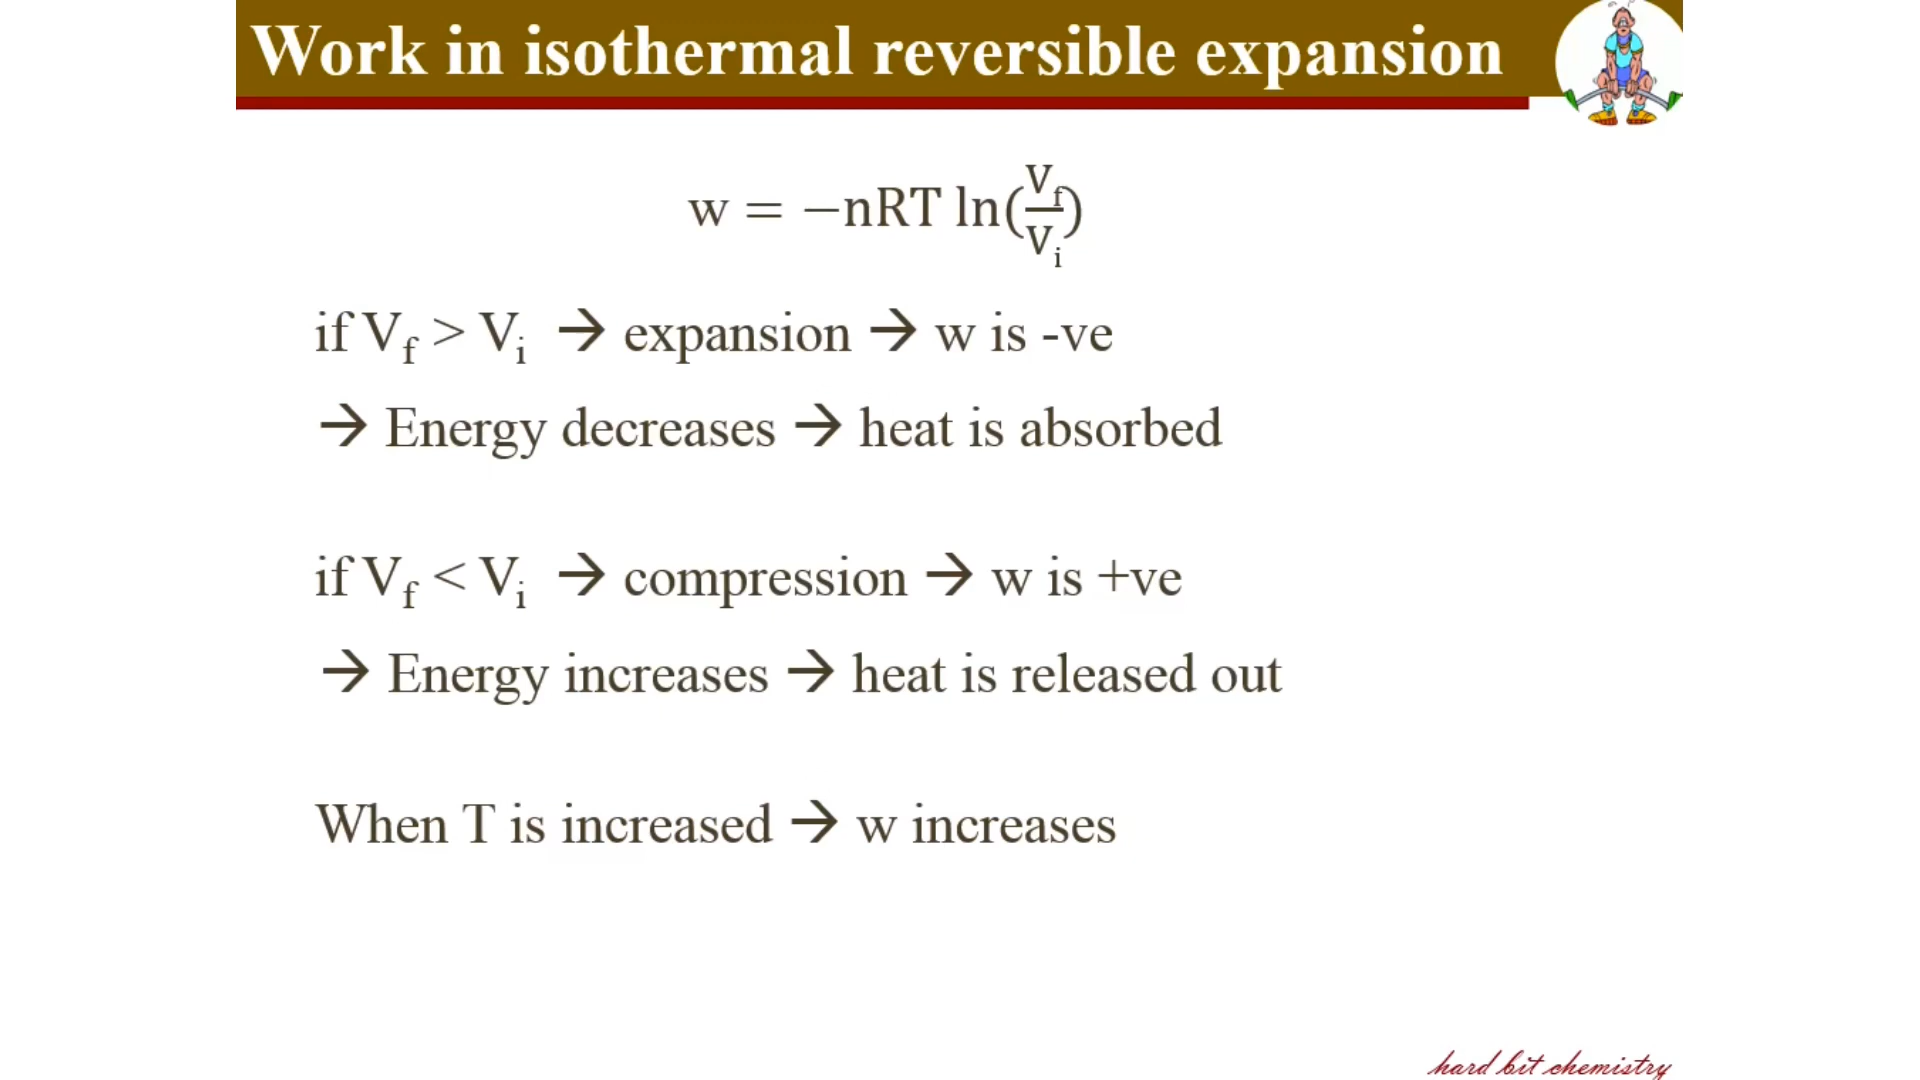 Work in isothermal reversible expansion
w = −nRT ln(Vf/Vi)
if Vf > Vi → expansion → w is -ve
→ Energy decreases → heat is absorbed
if Vf < Vi → compression → w is +ve
→ Energy increases → heat is released out
When T is increased → w increases
hard bit chemistry